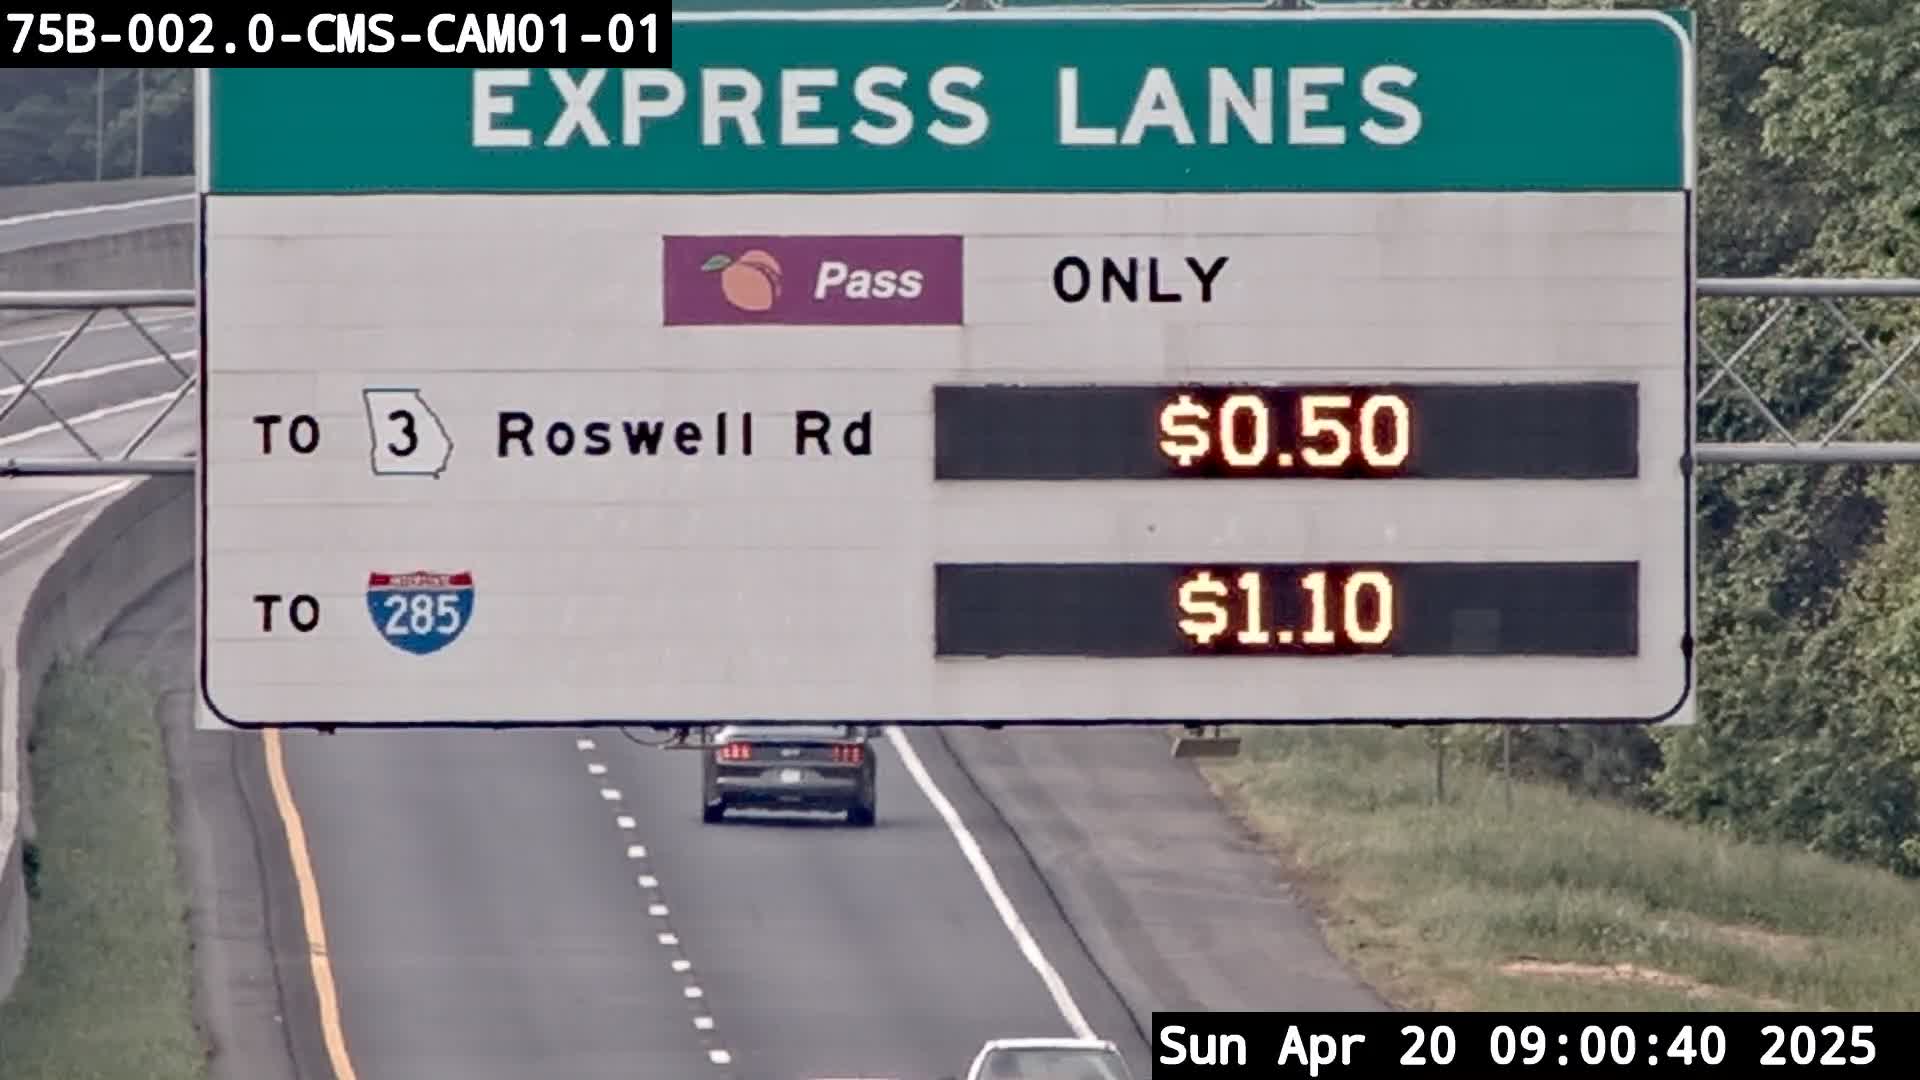 75B-002.0-CMS-CAM01-01
EXPRESS LANES
Pass ONLY
TO 3 Roswell Rd $0.50
TO INTERSTATE 285 $1.10
Sun Apr 20 09:00:40 2025